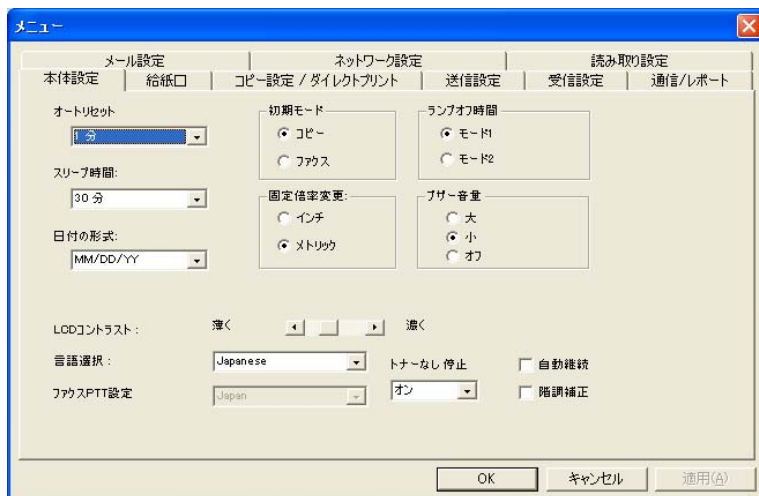 メニュー
メール設定 ネットワーク設定 読み取り設定
本体設定 給紙口 コピー設定 / ダイレクトプリント 送信設定 受信設定 通信/レポート
オートリセット
1 分
スリープ時間:
30 分
日付の形式:
MM/DD/YY
初期モード
コピー
ファクス
固定倍率変更:
インチ
メトリック
ランプオフ時間
モード1
モード2
ブザー音量
大
小
オフ
LCDコントラスト : 薄く 濃く
言語選択 : Japanese
ファクスPTT設定 Japan
トナーなし 停止
オン
自動継続
階調補正
OK キャンセル 適用(A)